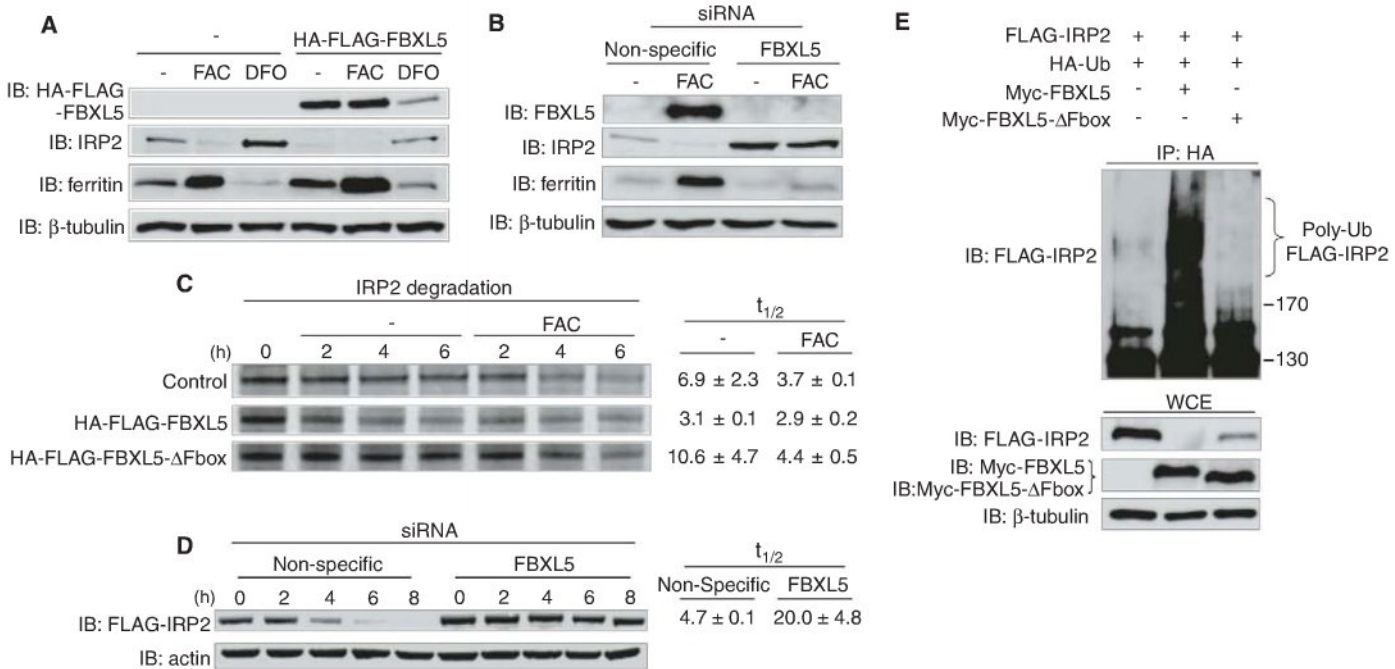 A
-
HA-FLAG-FBXL5
- FAC DFO - FAC DFO
IB: HA-FLAG
-FBXL5
IB: IRP2
IB: ferritin
IB: β-tubulin
B
siRNA
Non-specific FBXL5
- FAC - FAC
IB: FBXL5
IB: IRP2
IB: ferritin
IB: β-tubulin
C
IRP2 degradation
- FAC
(h) 0 2 4 6 2 4 6
t1/2
- FAC
Control 6.9 ± 2.3 3.7 ± 0.1
HA-FLAG-FBXL5 3.1 ± 0.1 2.9 ± 0.2
HA-FLAG-FBXL5-ΔFbox 10.6 ± 4.7 4.4 ± 0.5
D
siRNA
Non-specific FBXL5
(h) 0 2 4 6 8 0 2 4 6 8
t1/2
Non-Specific FBXL5
IB: FLAG-IRP2 4.7 ± 0.1 20.0 ± 4.8
IB: actin
E
FLAG-IRP2 + + +
HA-Ub + + +
Myc-FBXL5 - + -
Myc-FBXL5-ΔFbox - - +
IP: HA
IB: FLAG-IRP2
Poly-Ub
FLAG-IRP2
-170
-130
WCE
IB: FLAG-IRP2
IB: Myc-FBXL5
IB:Myc-FBXL5-ΔFbox
IB: β-tubulin